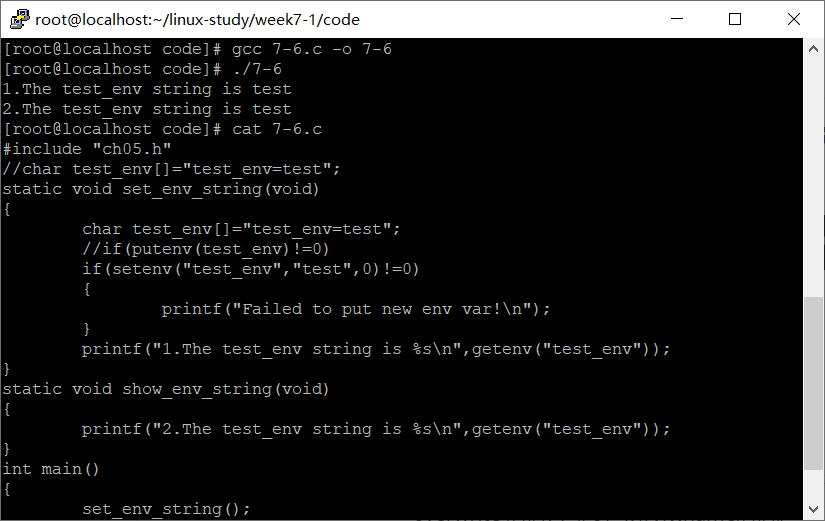 root@localhost:~/linux-study/week7-1/code
[root@localhost code]# gcc 7-6.c -o 7-6
[root@localhost code]# ./7-6
1.The test_env string is test
2.The test_env string is test
[root@localhost code]# cat 7-6.c
#include "ch05.h"
//char test_env[]="test_env=test";
static void set_env_string(void)
{
        char test_env[]="test_env=test";
        //if(putenv(test_env)!=0)
        if(setenv("test_env","test",0)!=0)
        {
                printf("Failed to put new env var!\n");
        }
        printf("1.The test_env string is %s\n",getenv("test_env"));
}
static void show_env_string(void)
{
        printf("2.The test_env string is %s\n",getenv("test_env"));
}
int main()
{
        set_env_string();